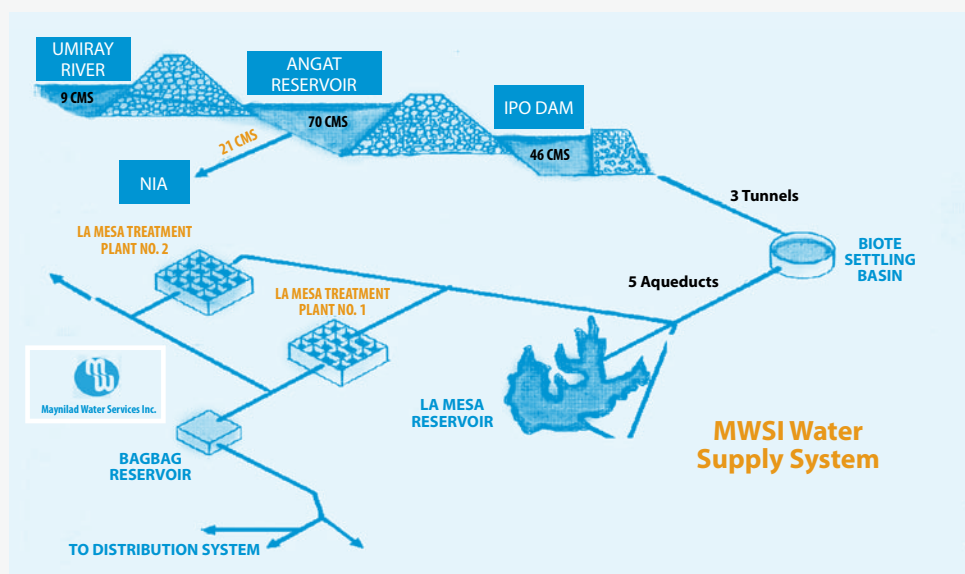 UMIRAY
RIVER
9 CMS
ANGAT
RESERVOIR
70 CMS
IPO DAM
46 CMS
21 CMS
NIA
3 Tunnels
LA MESA TREATMENT
PLANT NO. 2
BIOTE
SETTLING
BASIN
5 Aqueducts
LA MESA TREATMENT
PLANT NO. 1
MW
Maynilad Water Services Inc.
LA MESA
RESERVOIR
MWSI Water
Supply System
BAGBAG
RESERVOIR
TO DISTRIBUTION SYSTEM